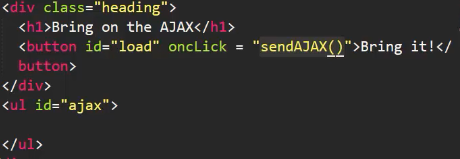 <div class="heading">
<h1>Bring on the AJAX</h1>
<button id="load" oncLick = "sendAJAX()">Bring it!</
button>
</div>
<ul id="ajax">
</ul>